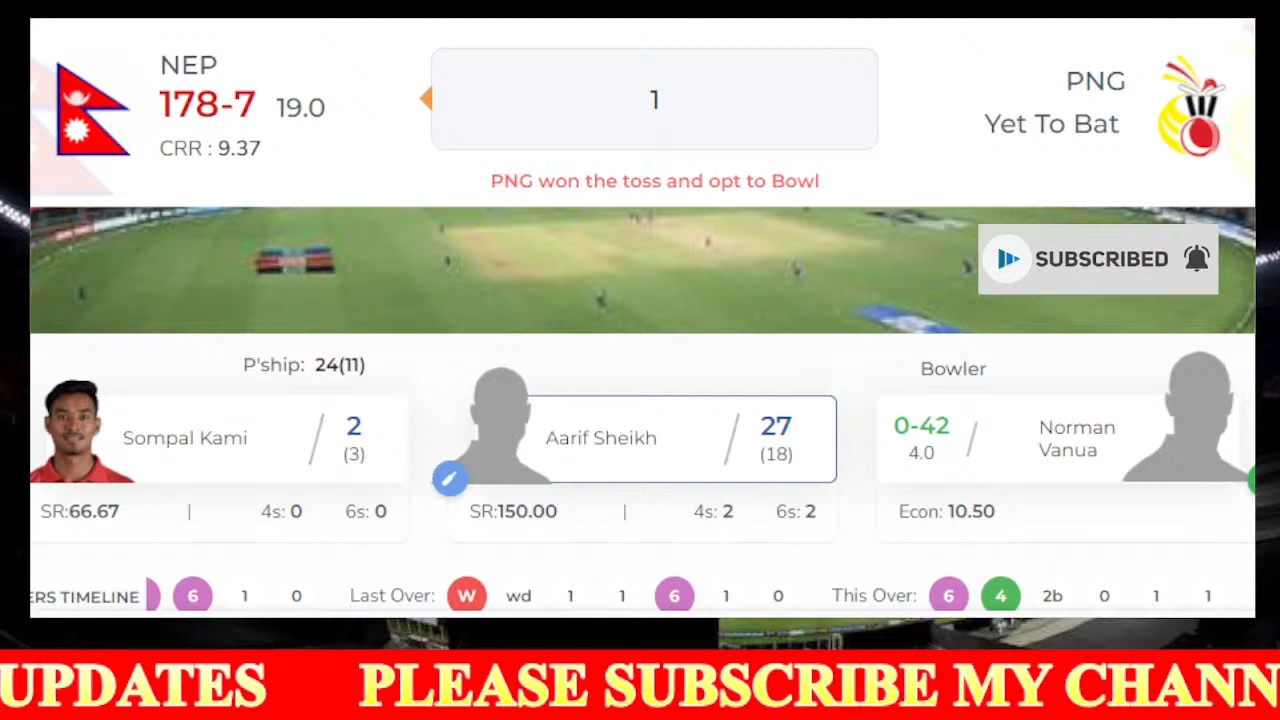 NEP
178-7 19.0
CRR : 9.37
1
PNG
Yet To Bat
PNG won the toss and opt to Bowl
SUBSCRIBED
P'ship: 24(11)
Bowler
Sompal Kami / 2
(3)
Aarif Sheikh / 27
(18)
0-42 / Norman
4.0 Vanua
SR:66.67 | 4s: 0 6s: 0
SR:150.00 | 4s: 2 6s: 2
Econ: 10.50
ERS TIMELINE 6 1 0 Last Over: W wd 1 1 6 1 0 This Over: 6 4 2b 0 1 1
UPDATES PLEASE SUBSCRIBE MY CHANN